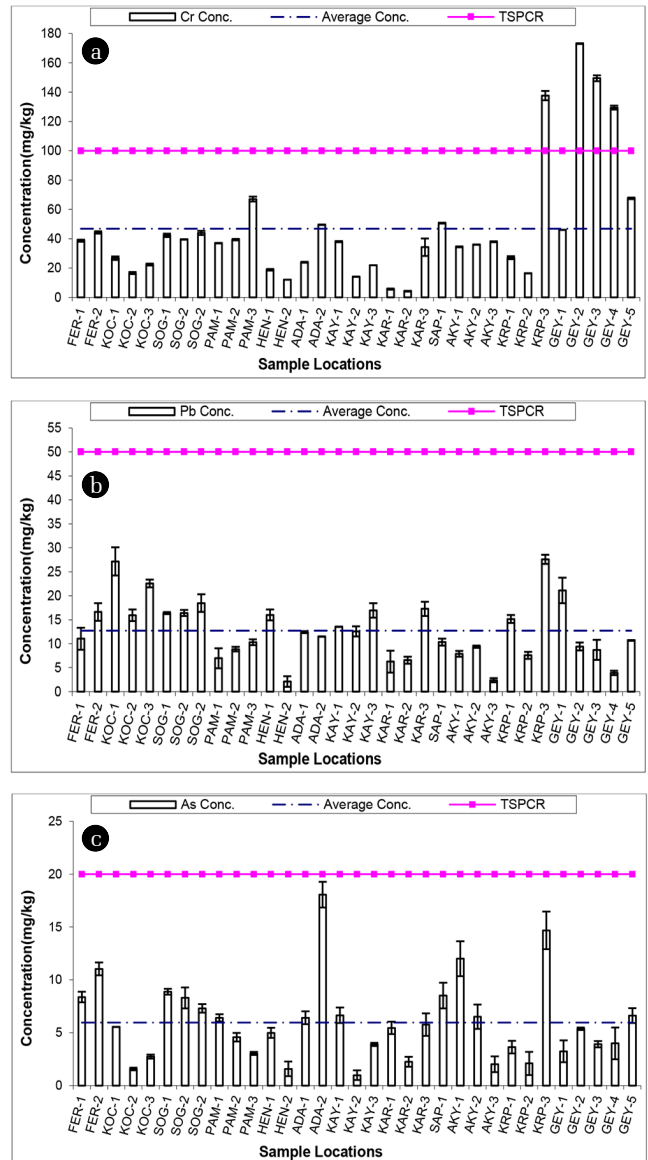 Cr Conc. Average Conc. TSPCR
a
Concentration(mg/kg)
180
160
140
120
100
80
60
40
20
0
FER-1 FER-2 KOC-1 KOC-2 KOC-3 SOG-1 SOG-2 SOG-2 PAM-1 PAM-2 PAM-3 HEN-1 HEN-2 ADA-1 ADA-2 KAY-1 KAY-2 KAY-3 KAR-1 KAR-2 KAR-3 SAP-1 AKY-1 AKY-2 AKY-3 KRP-1 KRP-2 KRP-3 GEY-1 GEY-2 GEY-3 GEY-4 GEY-5
Sample Locations
Pb Conc. Average Conc. TSPCR
b
Concentration(mg/kg)
55
50
45
40
35
30
25
20
15
10
5
0
FER-1 FER-2 KOC-1 KOC-2 KOC-3 SOG-1 SOG-2 SOG-2 PAM-1 PAM-2 PAM-3 HEN-1 HEN-2 ADA-1 ADA-2 KAY-1 KAY-2 KAY-3 KAR-1 KAR-2 KAR-3 SAP-1 AKY-1 AKY-2 AKY-3 KRP-1 KRP-2 KRP-3 GEY-1 GEY-2 GEY-3 GEY-4 GEY-5
Sample Locations
As Conc. Average Conc. TSPCR
c
Concentration(mg/kg)
25
20
15
10
5
0
FER-1 FER-2 KOC-1 KOC-2 KOC-3 SOG-1 SOG-2 SOG-2 PAM-1 PAM-2 PAM-3 HEN-1 HEN-2 ADA-1 ADA-2 KAY-1 KAY-2 KAY-3 KAR-1 KAR-2 KAR-3 SAP-1 AKY-1 AKY-2 AKY-3 KRP-1 KRP-2 KRP-3 GEY-1 GEY-2 GEY-3 GEY-4 GEY-5
Sample Locations